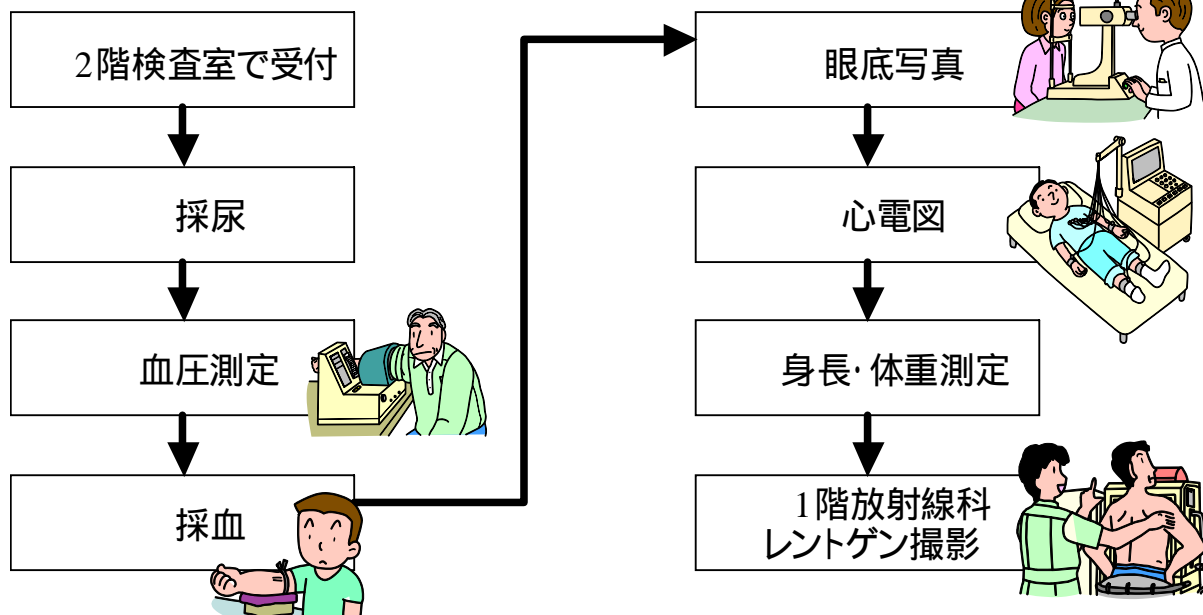 2階検査室で受付
採尿
血圧測定
採血
眼底写真
心電図
身長・体重測定
1階放射線科
レントゲン撮影